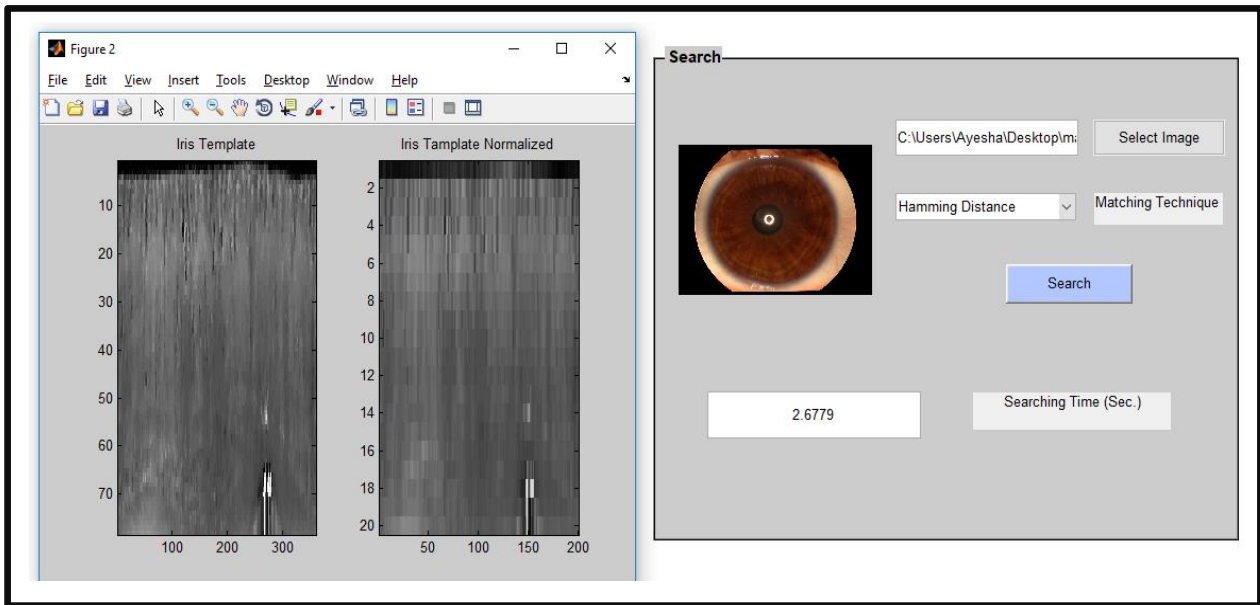 Figure 2
File Edit View Insert Tools Desktop Window Help
Iris Template
10
20
30
40
50
60
70
100 200 300
Iris Tamplate Normalized
2
4
6
8
10
12
14
16
18
20
50 100 150 200
Search
C:\Users\Ayesha\Desktop\ma
Select Image
Hamming Distance
Matching Technique
Search
2.6779
Searching Time (Sec.)